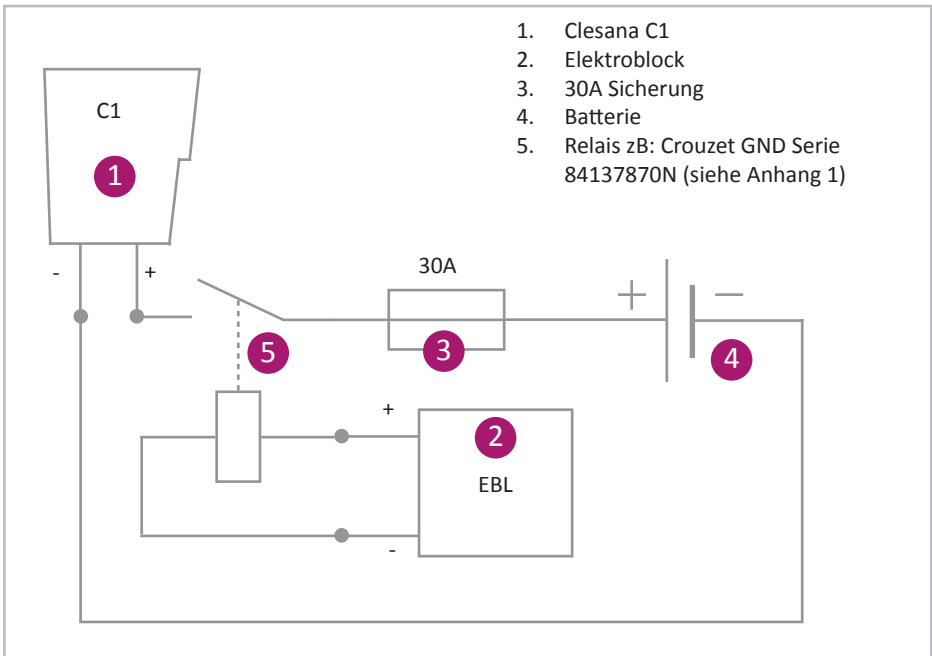 1. Clesana C1
2. Elektroblock
3. 30A Sicherung
4. Batterie
5. Relais zB: Crouzet GND Serie
84137870N (siehe Anhang 1)
C1
1
- +
30A
+ −
5
3
4
+
2
EBL
-